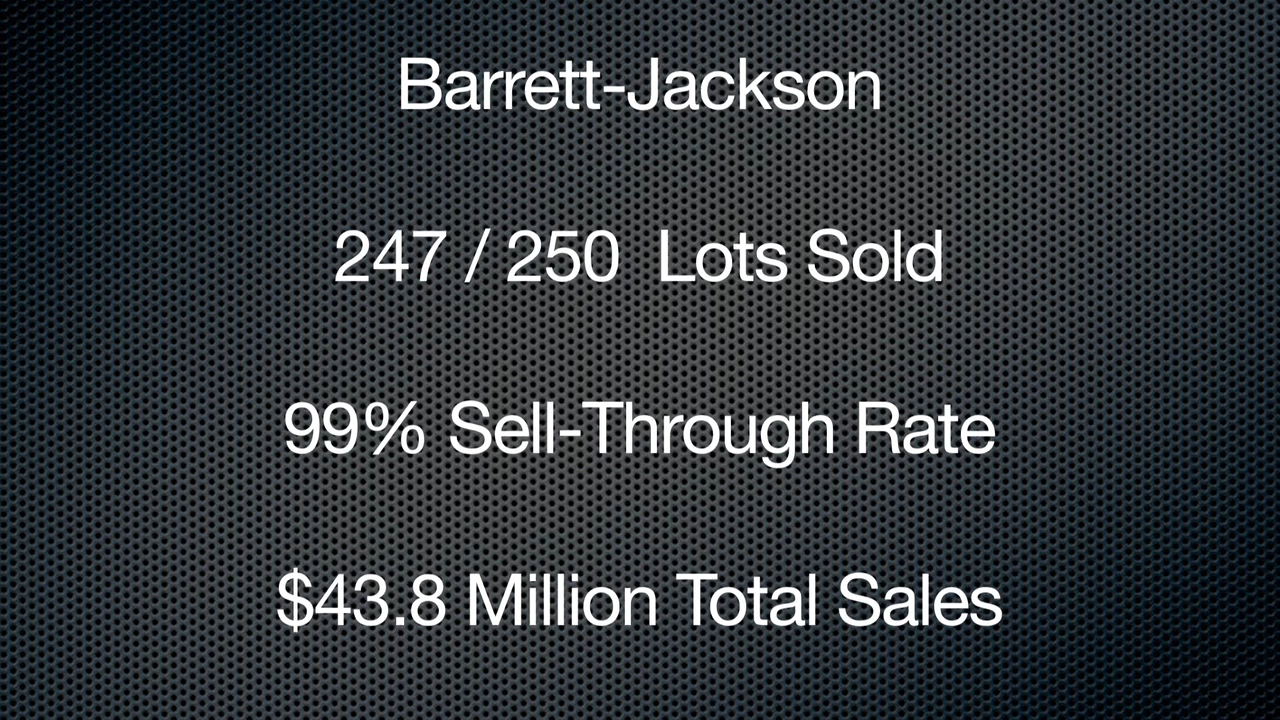 Barrett-Jackson
247 / 250 Lots Sold
99% Sell-Through Rate
$43.8 Million Total Sales